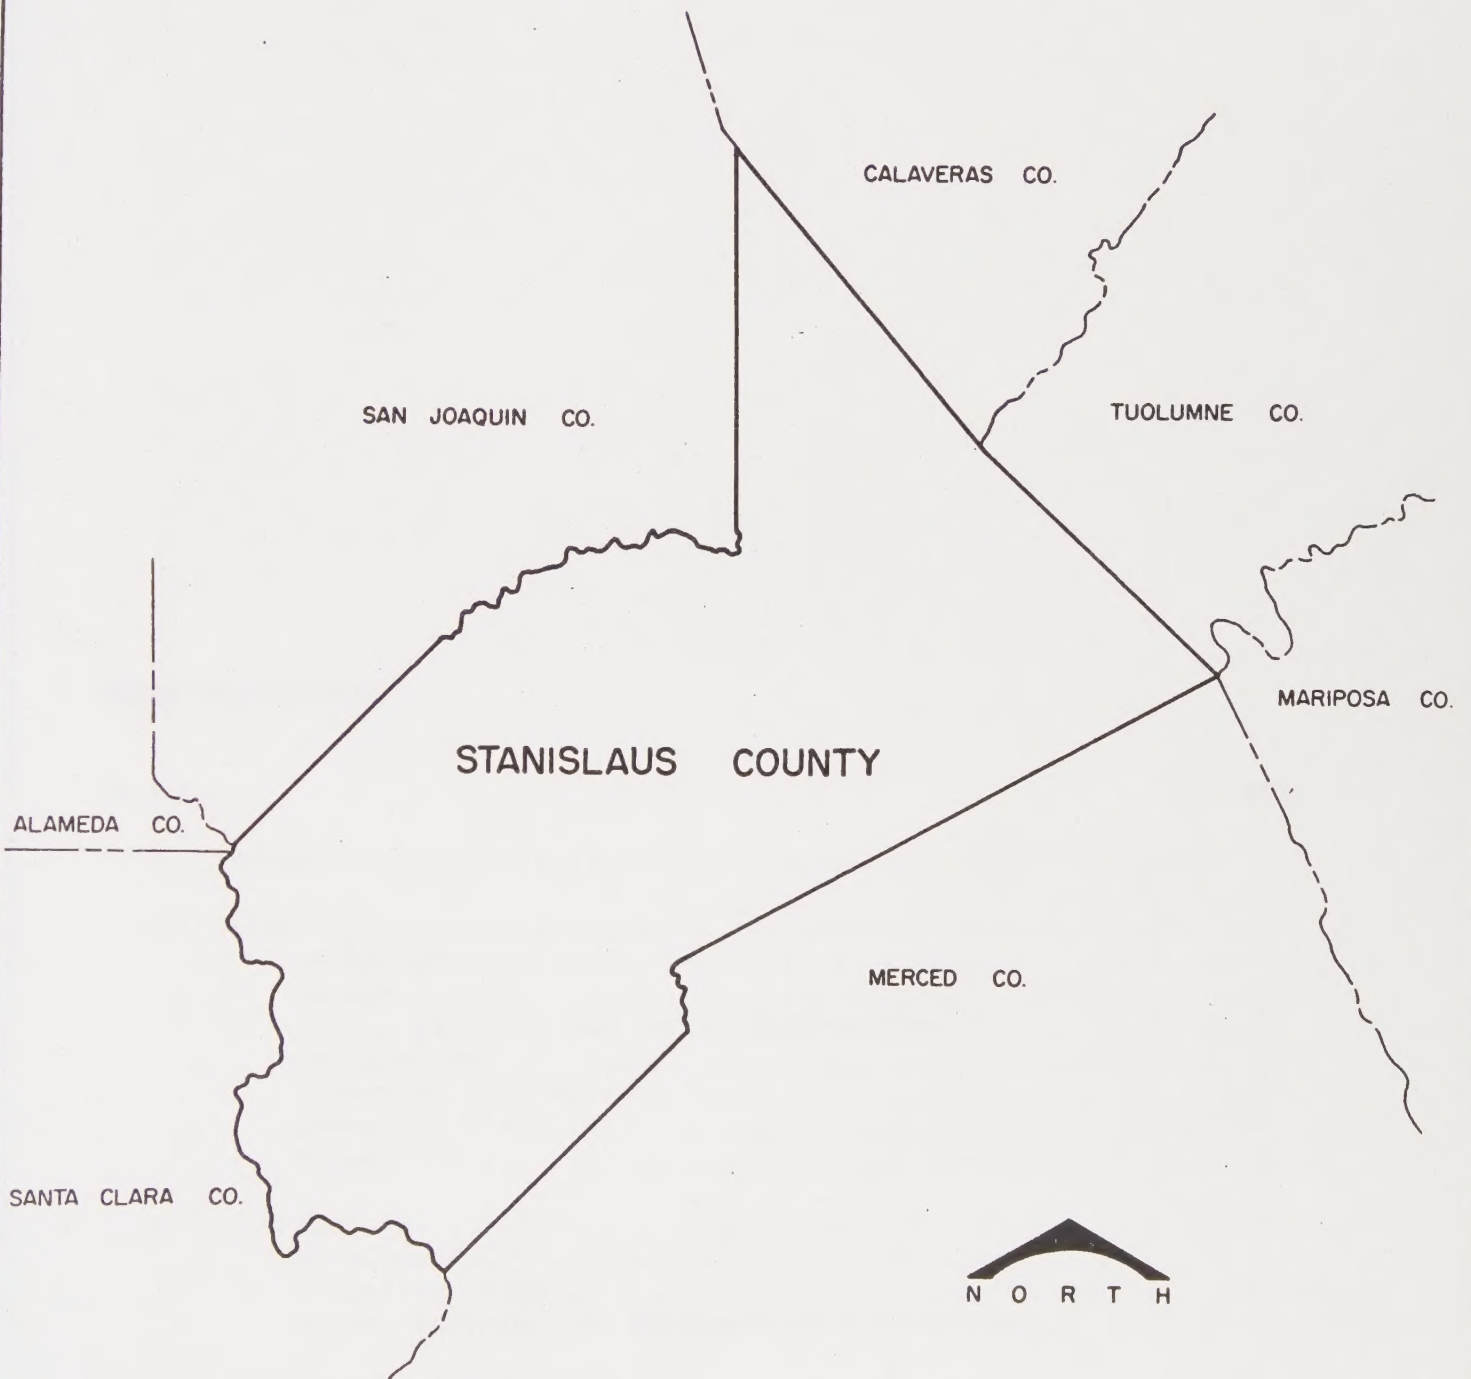 CALAVERAS CO.
SAN JOAQUIN CO.
TUOLUMNE CO.
MARIPOSA CO.
STANISLAUS COUNTY
ALAMEDA CO.
MERCED CO.
SANTA CLARA CO.
NORTH